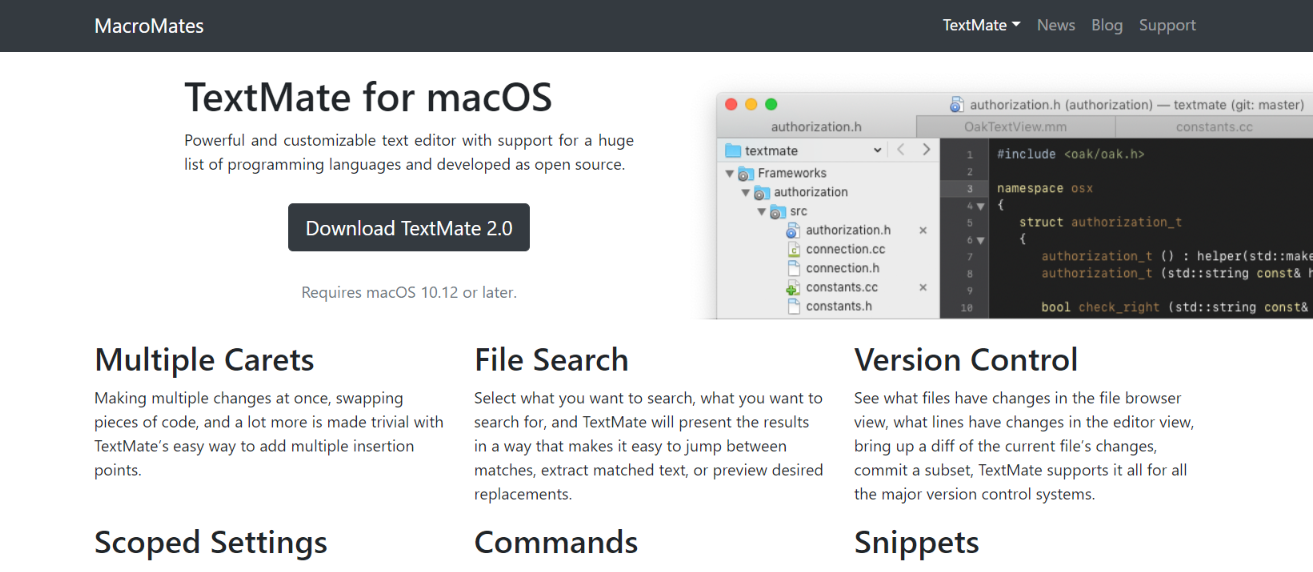 MacroMates
TextMate
News
Blog
Support
TextMate for macOS
Powerful and customizable text editor with support for a huge
list of programming languages and developed as open source.
Download TextMate 2.0
Requires macOS 10.12 or later.
authorization.h (authorization) — textmate (git: master)
authorization.h
OakTextView.mm
constants.cc
textmate
Frameworks
authorization
src
authorization.h
connection.cc
connection.h
constants.cc
constants.h
1 #include <oak/oak.h>
2
3 namespace osx
4 {
5 struct authorization_t
6 {
7 authorization_t () : helper(std::make
8 authorization_t (std::string const& h
9
10 bool check_right (std::string const&
Multiple Carets
Making multiple changes at once, swapping
pieces of code, and a lot more is made trivial with
TextMate’s easy way to add multiple insertion
points.
File Search
Select what you want to search, what you want to
search for, and TextMate will present the results
in a way that makes it easy to jump between
matches, extract matched text, or preview desired
replacements.
Version Control
See what files have changes in the file browser
view, what lines have changes in the editor view,
bring up a diff of the current file’s changes,
commit a subset, TextMate supports it all for all
the major version control systems.
Scoped Settings
Commands
Snippets